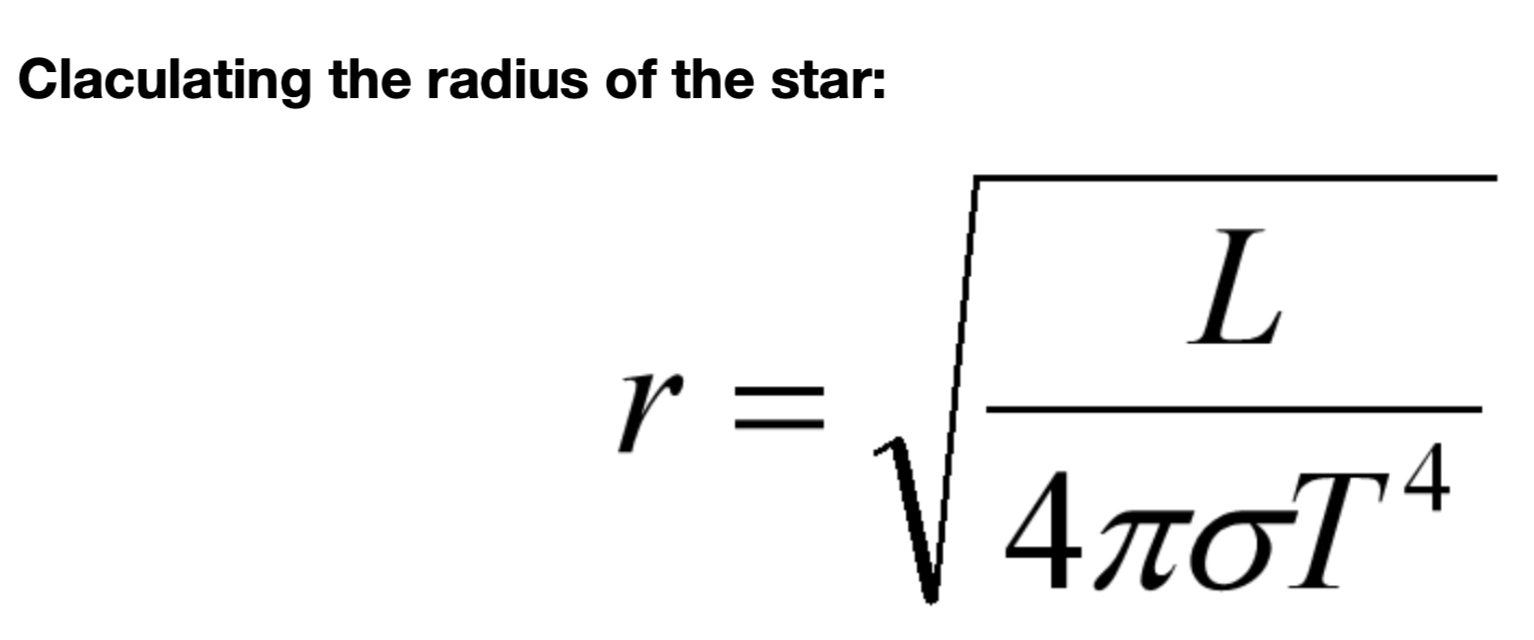 Claculating the radius of the star:
r = √(L / 4πσT⁴)